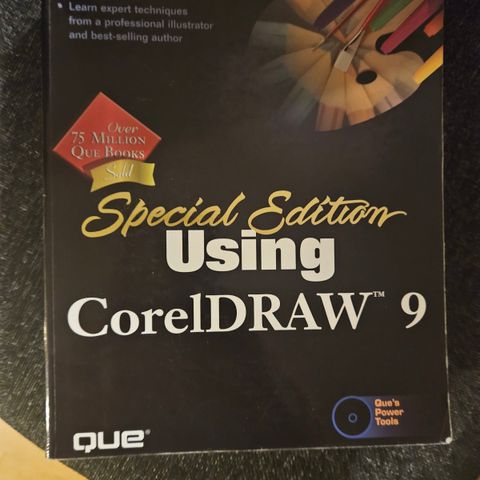 • Learn expert techniques
from a professional illustrator
and best-selling author
Over
75 MILLION
QUE BOOKS
Sold
Special Edition
Using
CorelDRAW™ 9
Que's
Power
Tools
QUE®